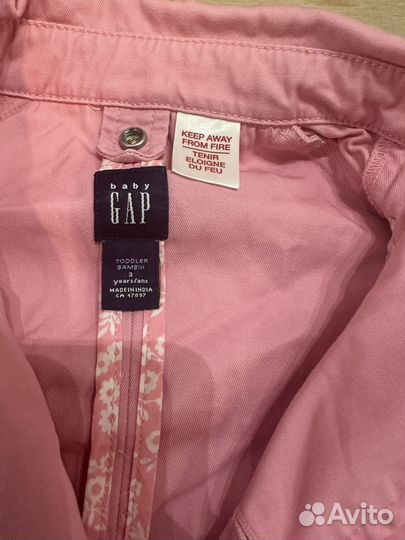 KEEP AWAY
FROM FIRE
TENIR
ELOIGNE
DU FEU
baby
GAP
TODDLER
BAMBIN
3
years/ans
MADE IN INDIA
CA 17897
Avito